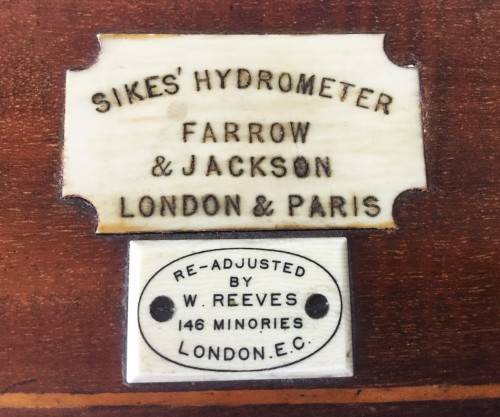 SIKES' HYDROMETER
FARROW
& JACKSON
LONDON & PARIS
RE-ADJUSTED
BY
W. REEVES
146 MINORIES
LONDON.E.C.